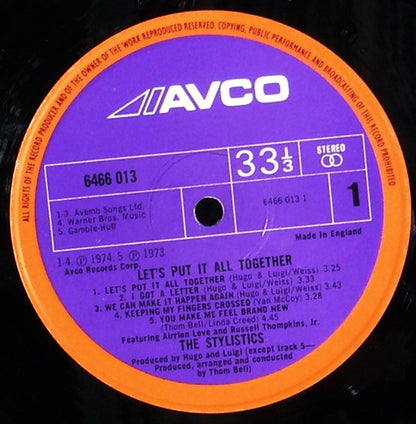 ALL RIGHTS OF THE RECORD PRODUCER AND OF THE OWNER OF THE WORK REPRODUCED RESERVED. COPYING, PUBLIC PERFORMANCE AND BROADCASTING OF THIS RECORD PROHIBITED
AVCO
6466 013
33 1/3
STEREO
1-3. Avemb Songs Ltd.
4. Warner Bros. Music
5. Gamble-Huff
6466 013 1
1
Made in England
1-4. Ⓟ 1974, 5 Ⓟ 1973
Avco Records Corp.
LET'S PUT IT ALL TOGETHER
1. LET'S PUT IT ALL TOGETHER (Hugo & Luigi/Weiss) 3.25
2. I GOT A LETTER (Hugo & Luigi/Weiss)
3. WE CAN MAKE IT HAPPEN AGAIN (Hugo & Luigi/Weiss) 3.43
4. KEEPING MY FINGERS CROSSED (Van McCoy) 3.28
5. YOU MAKE ME FEEL BRAND NEW
(Thom Bell/Linda Creed) 4.45
Featuring Airrion Love and Russell Thompkins, Jr.
THE STYLISTICS
Produced by Hugo and Luigi (except track 5—
Produced, arranged and conducted
by Thom Bell)